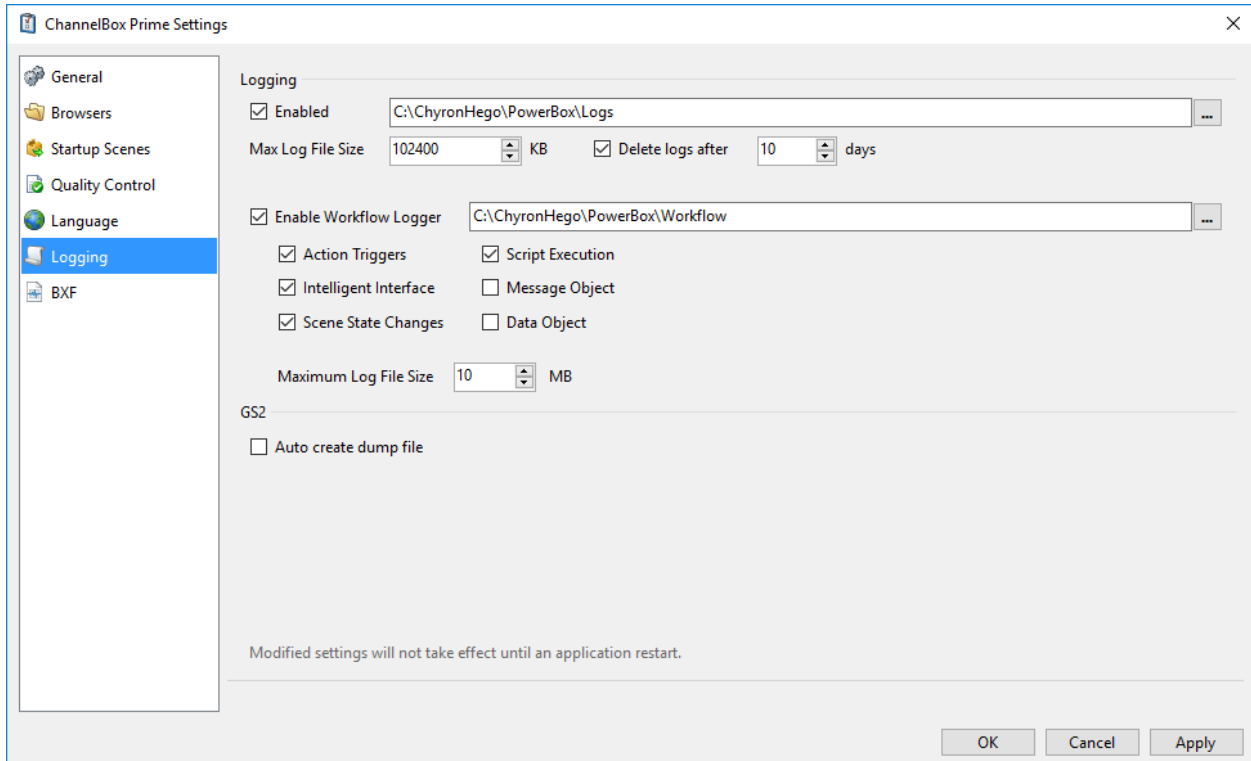 ChannelBox Prime Settings
General
Browsers
Startup Scenes
Quality Control
Language
Logging
BXF
Logging
Enabled C:\ChyronHego\PowerBox\Logs ...
Max Log File Size 102400 KB Delete logs after 10 days
Enable Workflow Logger C:\ChyronHego\PowerBox\Workflow ...
Action Triggers Script Execution
Intelligent Interface Message Object
Scene State Changes Data Object
Maximum Log File Size 10 MB
GS2
Auto create dump file
Modified settings will not take effect until an application restart.
OK Cancel Apply